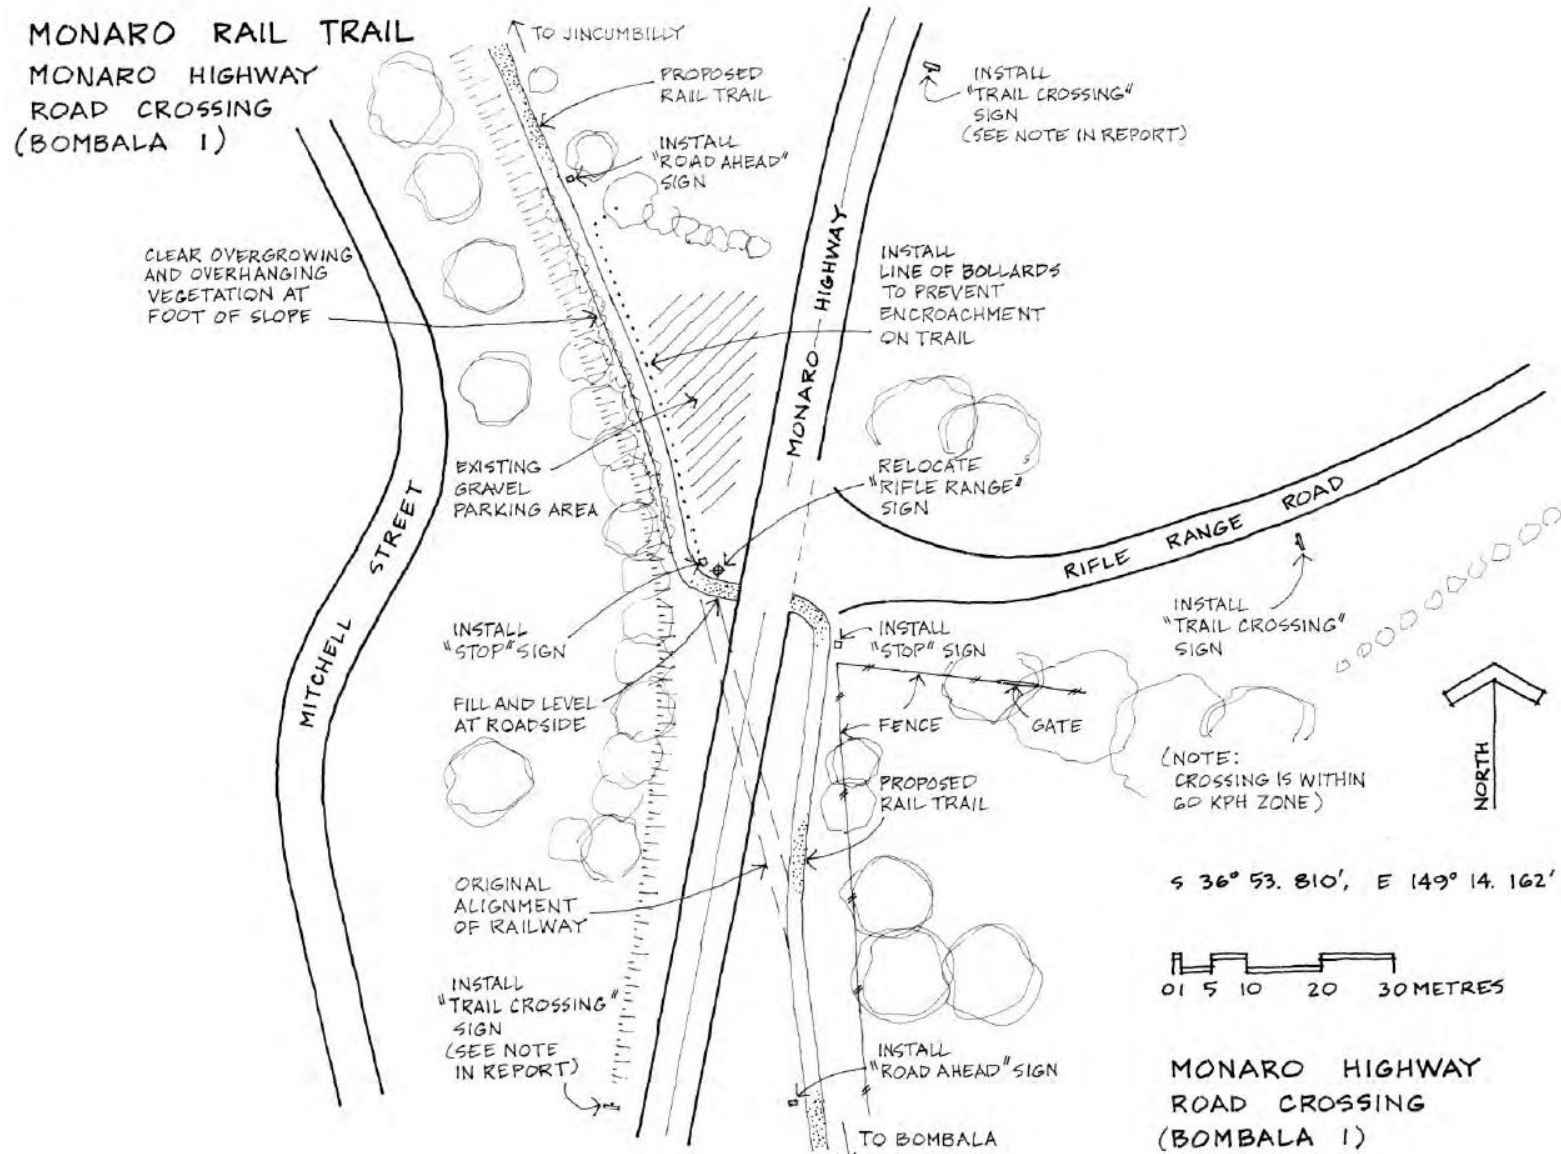 MONARO RAIL TRAIL
MONARO HIGHWAY
ROAD CROSSING
(BOMBALA 1)
TO JINCUMBILLY
PROPOSED
RAIL TRAIL
INSTALL
"ROAD AHEAD"
SIGN
INSTALL
"TRAIL CROSSING"
SIGN
(SEE NOTE IN REPORT)
CLEAR OVERGROWING
AND OVERHANGING
VEGETATION AT
FOOT OF SLOPE
INSTALL
LINE OF BOLLARDS
TO PREVENT
ENCROACHMENT
ON TRAIL
MONARO HIGHWAY
EXISTING
GRAVEL
PARKING AREA
RELOCATE
"RIFLE RANGE"
SIGN
MITCHELL STREET
RIFLE RANGE ROAD
INSTALL
"STOP" SIGN
INSTALL
"STOP" SIGN
INSTALL
"TRAIL CROSSING"
SIGN
FILL AND LEVEL
AT ROADSIDE
FENCE
GATE
PROPOSED
RAIL TRAIL
(NOTE:
CROSSING IS WITHIN
60 KPH ZONE)
NORTH
ORIGINAL
ALIGNMENT
OF RAILWAY
S 36° 53. 810', E 149° 14. 162'
01 5 10 20 30 METRES
INSTALL
"TRAIL CROSSING"
SIGN
(SEE NOTE
IN REPORT)
INSTALL
"ROAD AHEAD" SIGN
TO BOMBALA
MONARO HIGHWAY
ROAD CROSSING
(BOMBALA 1)